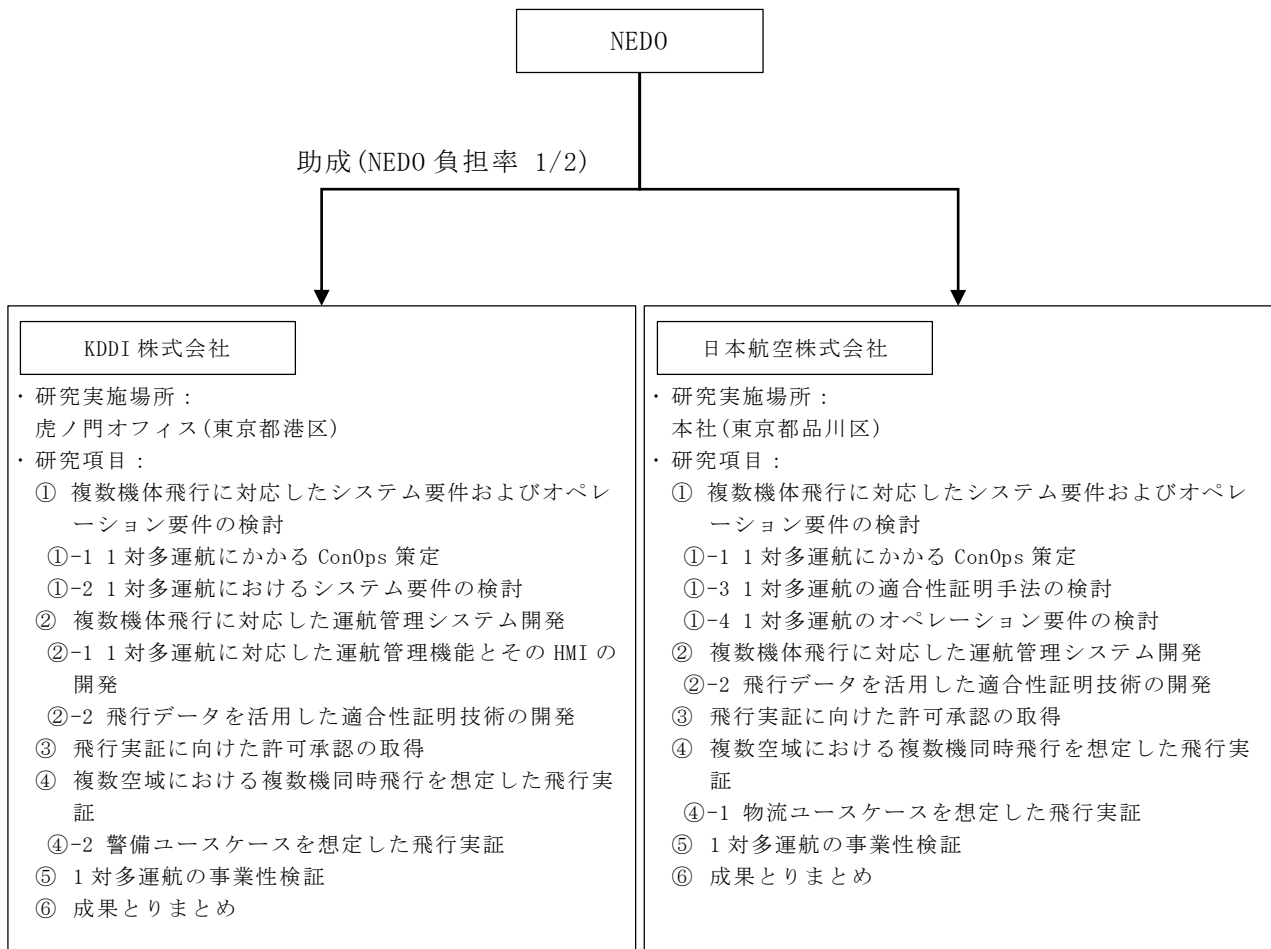 NEDO
助成(NEDO 負担率 1/2)
KDDI 株式会社
・研究実施場所：
虎ノ門オフィス(東京都港区)
・研究項目：
① 複数機体飛行に対応したシステム要件およびオペレ
ーション要件の検討
①-1 1 対多運航にかかる ConOps 策定
①-2 1 対多運航におけるシステム要件の検討
② 複数機体飛行に対応した運航管理システム開発
②-1 1 対多運航に対応した運航管理機能とその HMI の
開発
②-2 飛行データを活用した適合性証明技術の開発
③ 飛行実証に向けた許可承認の取得
④ 複数空域における複数機同時飛行を想定した飛行実
証
④-2 警備ユースケースを想定した飛行実証
⑤ 1 対多運航の事業性検証
⑥ 成果とりまとめ
日本航空株式会社
・研究実施場所：
本社(東京都品川区)
・研究項目：
① 複数機体飛行に対応したシステム要件およびオペレ
ーション要件の検討
①-1 1 対多運航にかかる ConOps 策定
①-3 1 対多運航の適合性証明手法の検討
①-4 1 対多運航のオペレーション要件の検討
② 複数機体飛行に対応した運航管理システム開発
②-2 飛行データを活用した適合性証明技術の開発
③ 飛行実証に向けた許可承認の取得
④ 複数空域における複数機同時飛行を想定した飛行実
証
④-1 物流ユースケースを想定した飛行実証
⑤ 1 対多運航の事業性検証
⑥ 成果とりまとめ